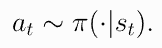 $a_t \sim \pi(\cdot|s_t).$